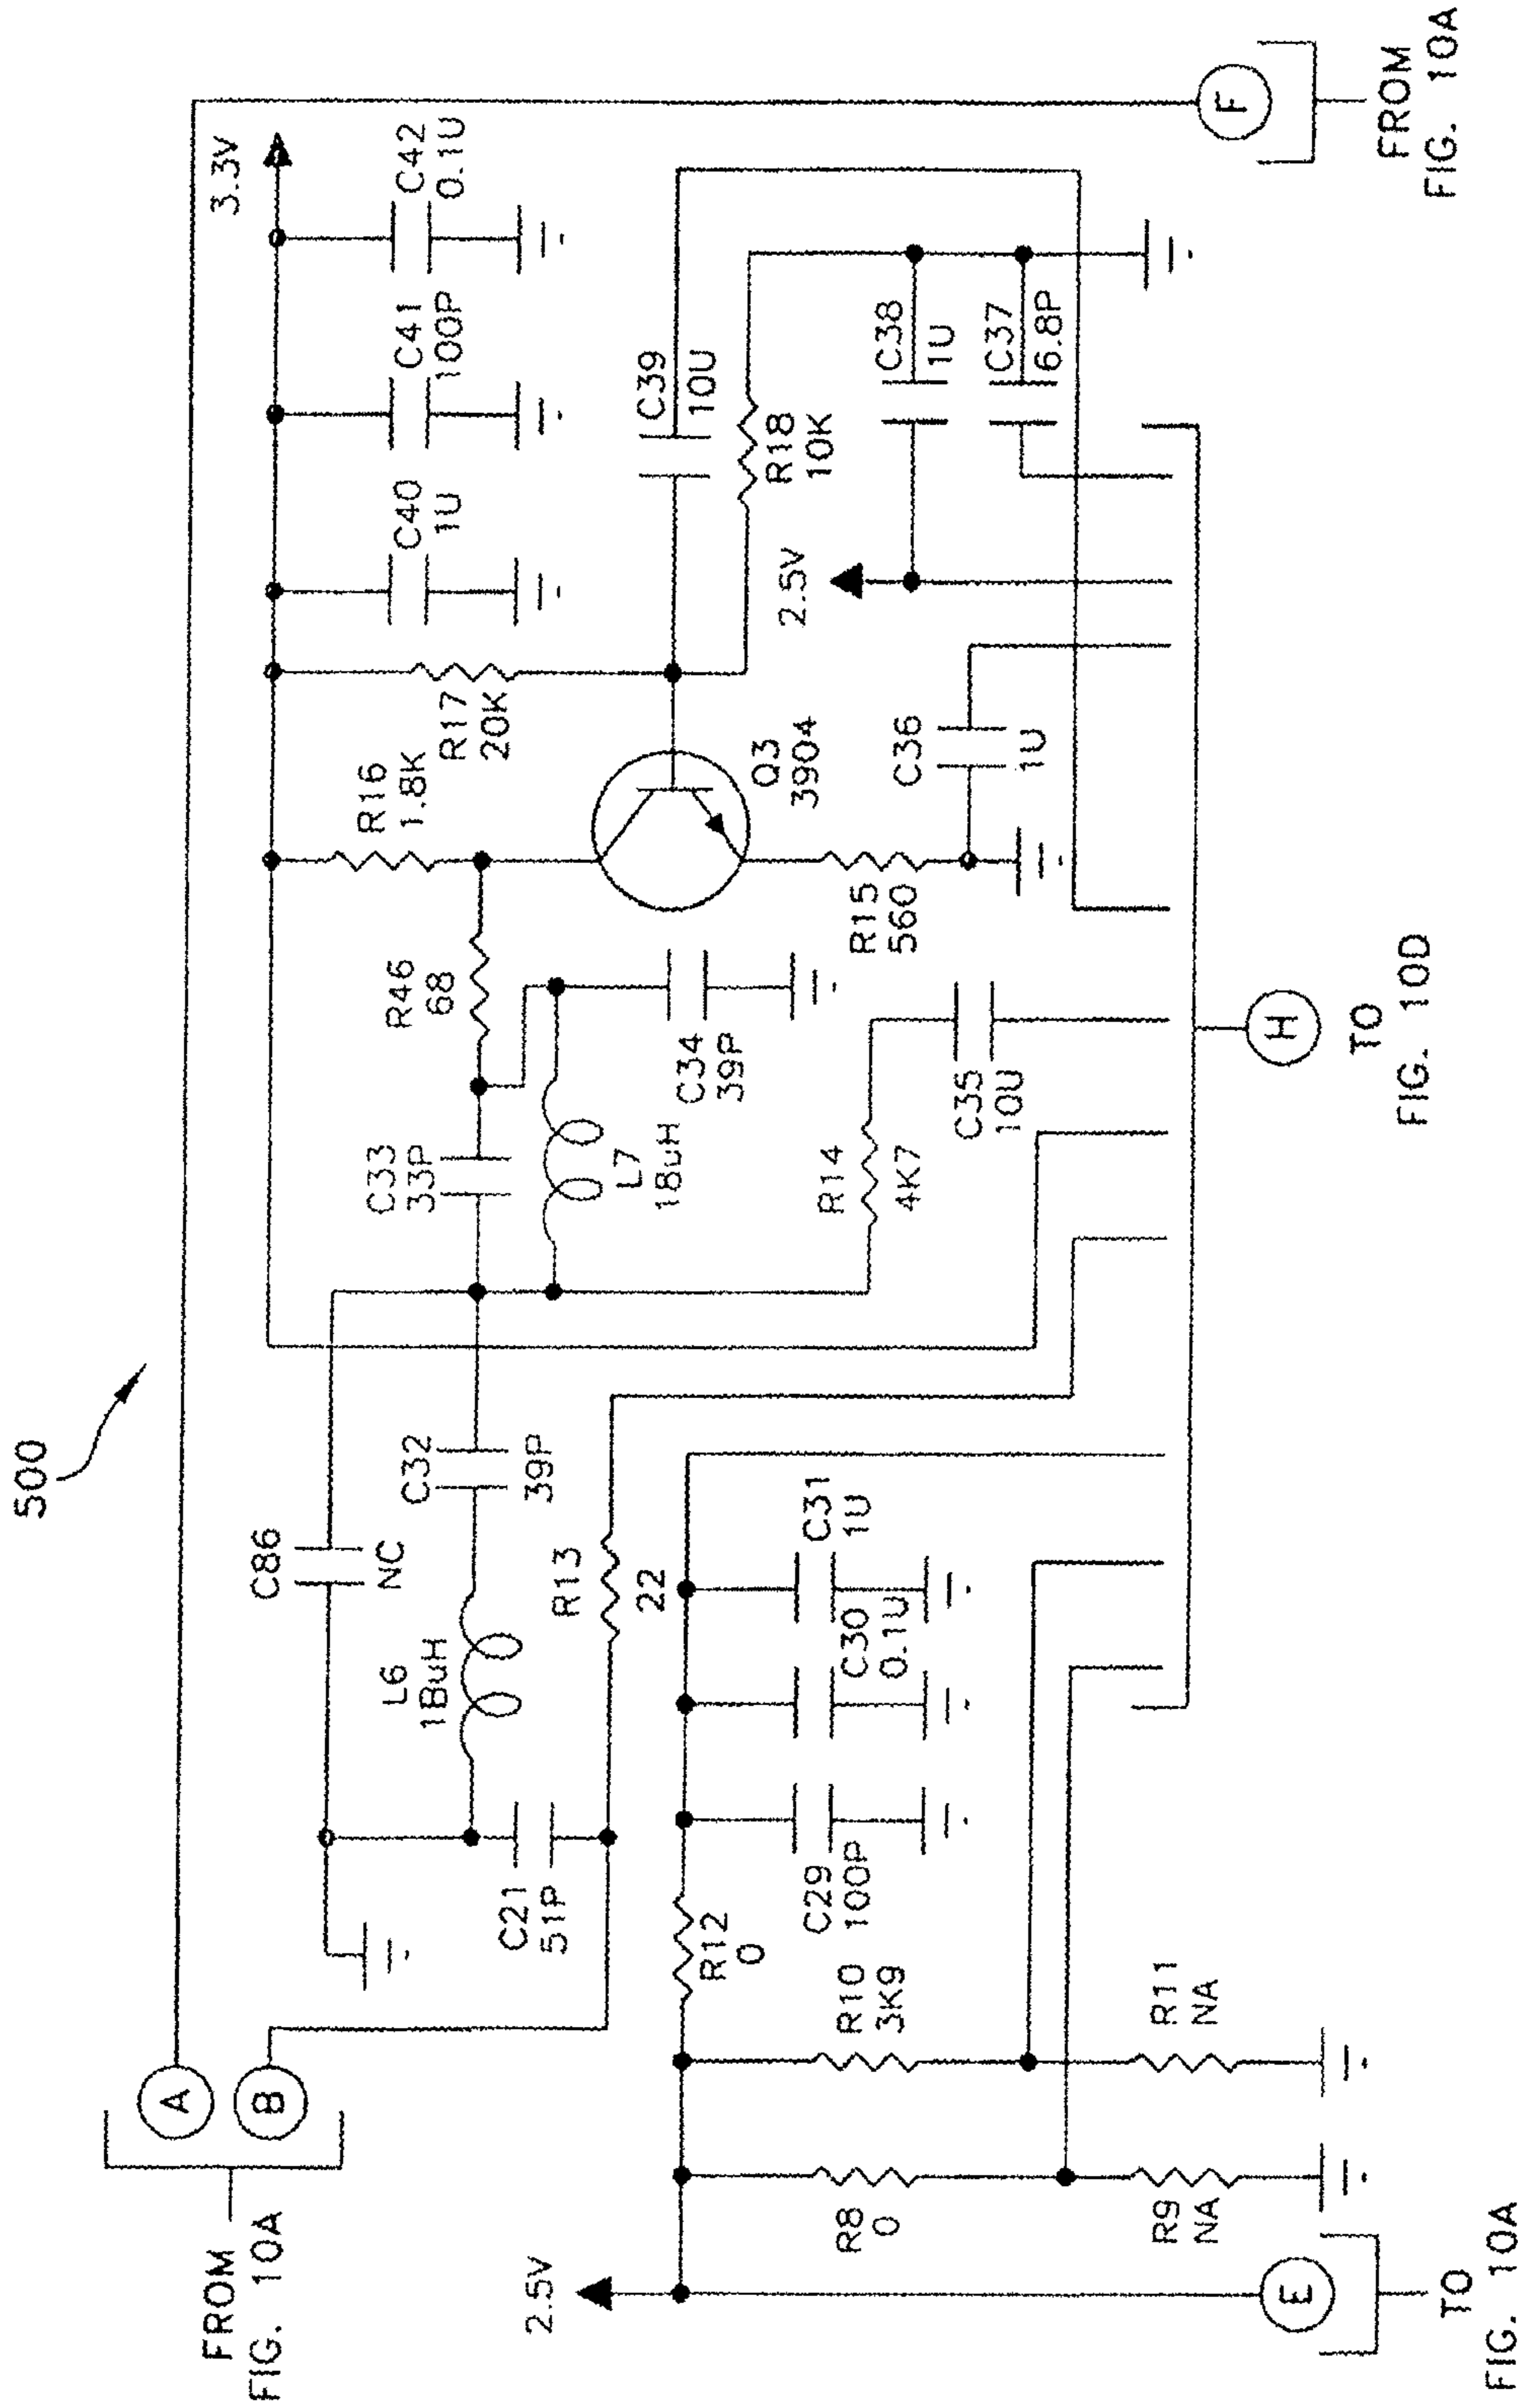 500
FROM
FIG. 10A
A
B
3.3V
C86
NC
L6
18uH
C32
39P
C33
33P
R46
68
R16
1.8K
R17
20K
C40
1U
C41
100P
C42
0.1U
C21
51P
R13
22
L7
18uH
C34
39P
Q3
3904
C39
10U
R18
10K
2.5V
R12
0
C29
100P
C30
0.1U
C31
1U
R14
4K7
C35
10U
R15
560
C36
1U
2.5V
C38
1U
C37
6.8P
R8
0
R10
3K9
R9
NA
R11
NA
E
TO
FIG. 10A
H
TO
FIG. 10D
F
FROM
FIG. 10A